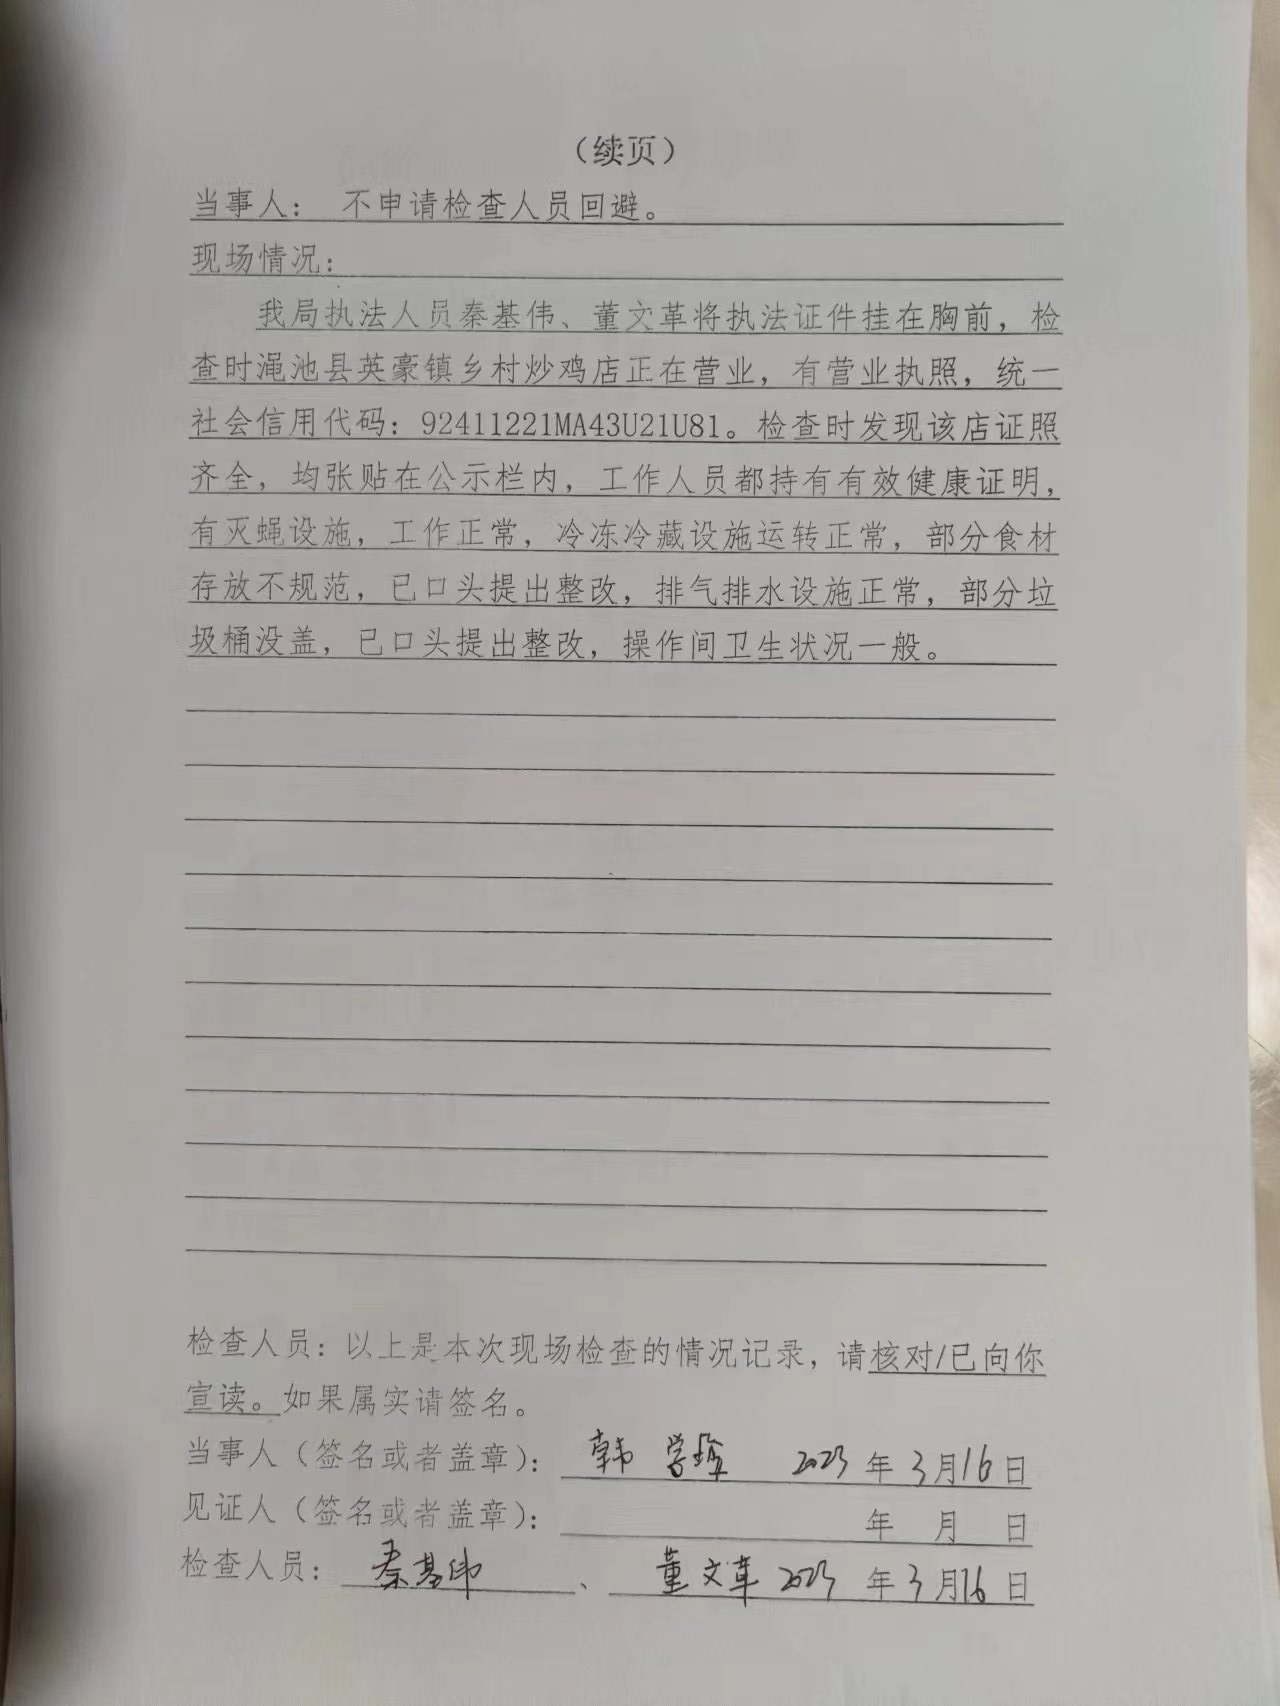 （续页）
当事人： 不申请检查人员回避。
现场情况：
我局执法人员秦基伟、董文革将执法证件挂在胸前，检
查时渑池县英豪镇乡村炒鸡店正在营业，有营业执照，统一
社会信用代码：92411221MA43U21U81。检查时发现该店证照
齐全，均张贴在公示栏内，工作人员都持有有效健康证明，
有灭蝇设施，工作正常，冷冻冷藏设施运转正常，部分食材
存放不规范，已口头提出整改，排气排水设施正常，部分垃
圾桶没盖，已口头提出整改，操作间卫生状况一般。
检查人员：以上是本次现场检查的情况记录，请核对/已向你
宣读。如果属实请签名。
当事人（签名或者盖章）： 韩学 2023年3月16日
见证人（签名或者盖章）： 年 月 日
检查人员： 秦基伟 、 董文革 2023年3月16日